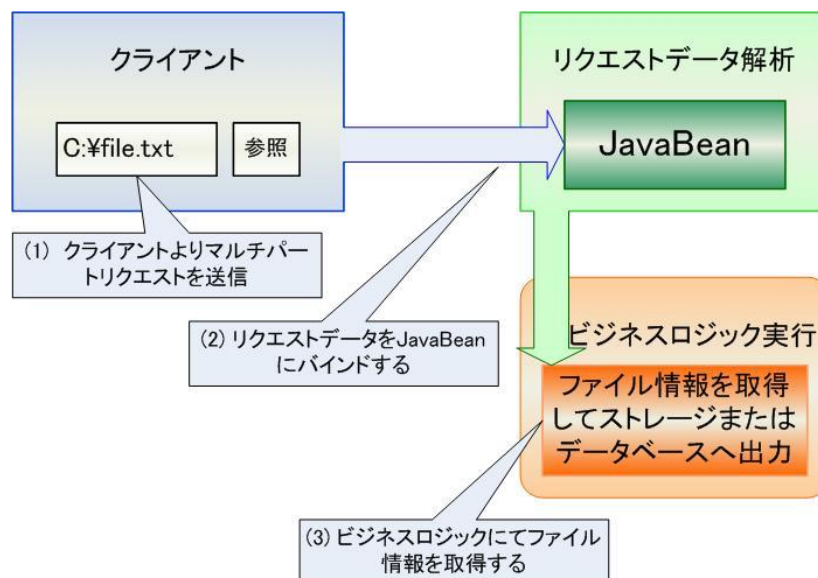 クライアント
C:¥file.txt
参照
リクエストデータ解析
JavaBean
(1) クライアントよりマルチパー
トリクエストを送信
(2) リクエストデータをJavaBean
にバインドする
ビジネスロジック実行
ファイル情報を取得
してストレージまたは
データベースへ出力
(3) ビジネスロジックにてファイル
情報を取得する